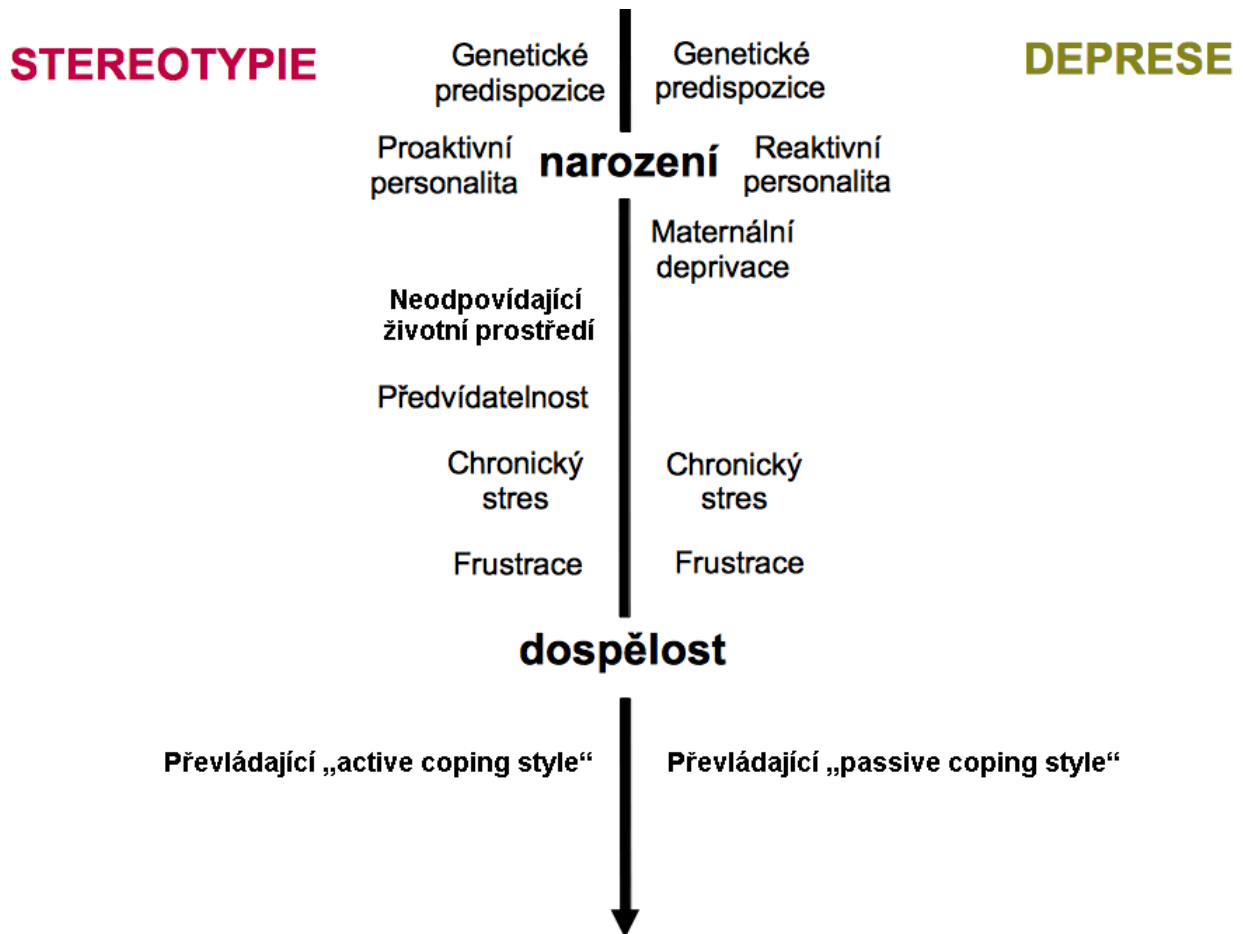 STEREOTYPIE
DEPRESE
Genetické
predispozice
Genetické
predispozice
Proaktivní
personalita
narození
Reaktivní
personalita
Maternální
deprivace
Neodpovídající
životní prostředí
Předvídatelnost
Chronický
stres
Chronický
stres
Frustrace
Frustrace
dospělost
Převládající „active coping style“
Převládající „passive coping style“